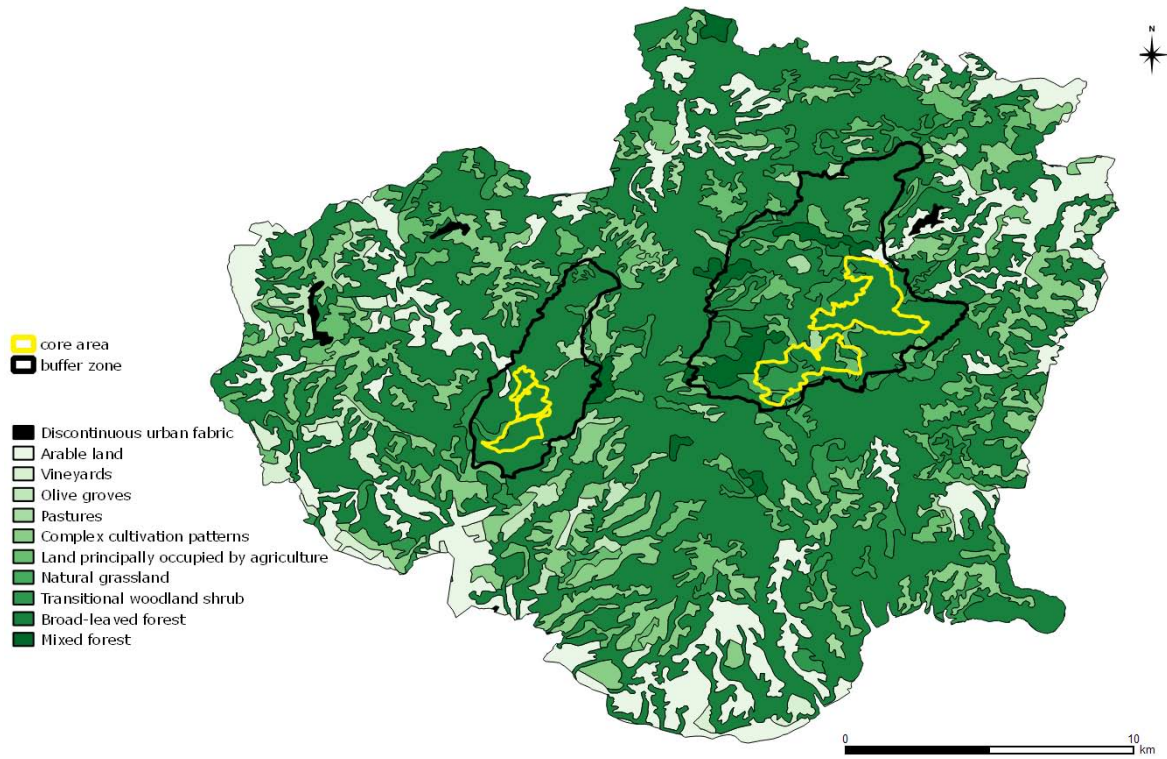 N
core area
buffer zone
Discontinuous urban fabric
Arable land
Vineyards
Olive groves
Pastures
Complex cultivation patterns
Land principally occupied by agriculture
Natural grassland
Transitional woodland shrub
Broad-leaved forest
Mixed forest
0 10
km